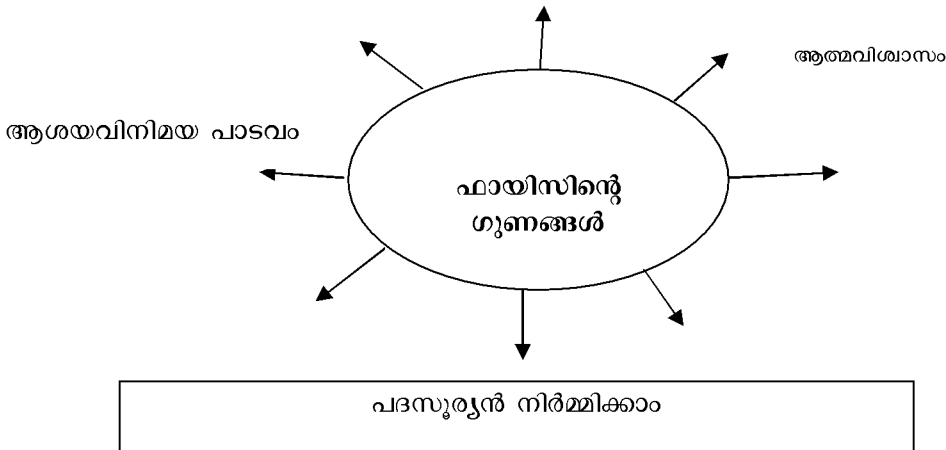 ആത്മവിശ്വാസം
ആശയവിനിമയ പാടവം
ഫായിസിന്റെ
ഗുണങ്ങൾ
പദസൂര്യൻ നിർമ്മിക്കാം